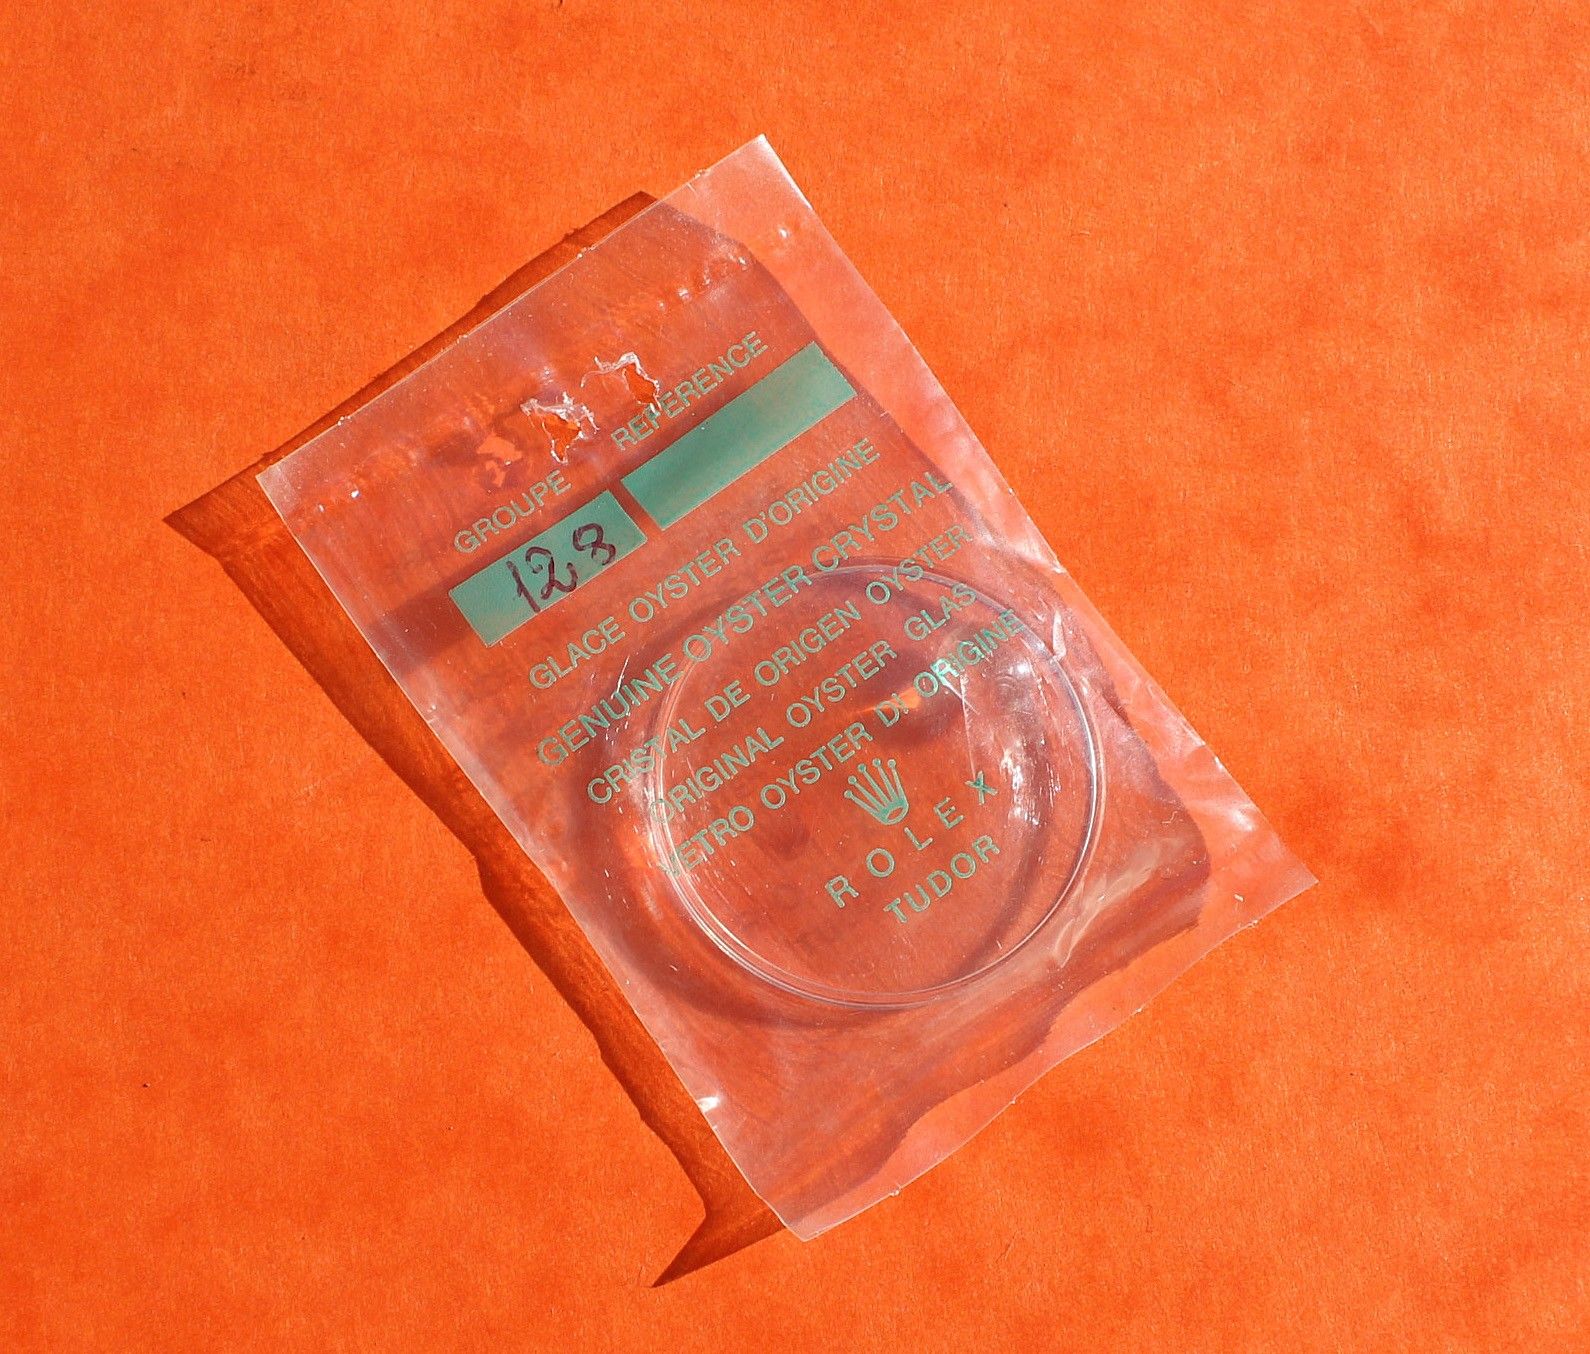 GROUPE REFERENCE
128
GLACE OYSTER D'ORIGINE
GENUINE OYSTER CRYSTAL
CRISTAL DE ORIGEN OYSTER
ORIGINAL OYSTER GLAS
VETRO OYSTER DI ORIGINE
ROLEX
TUDOR